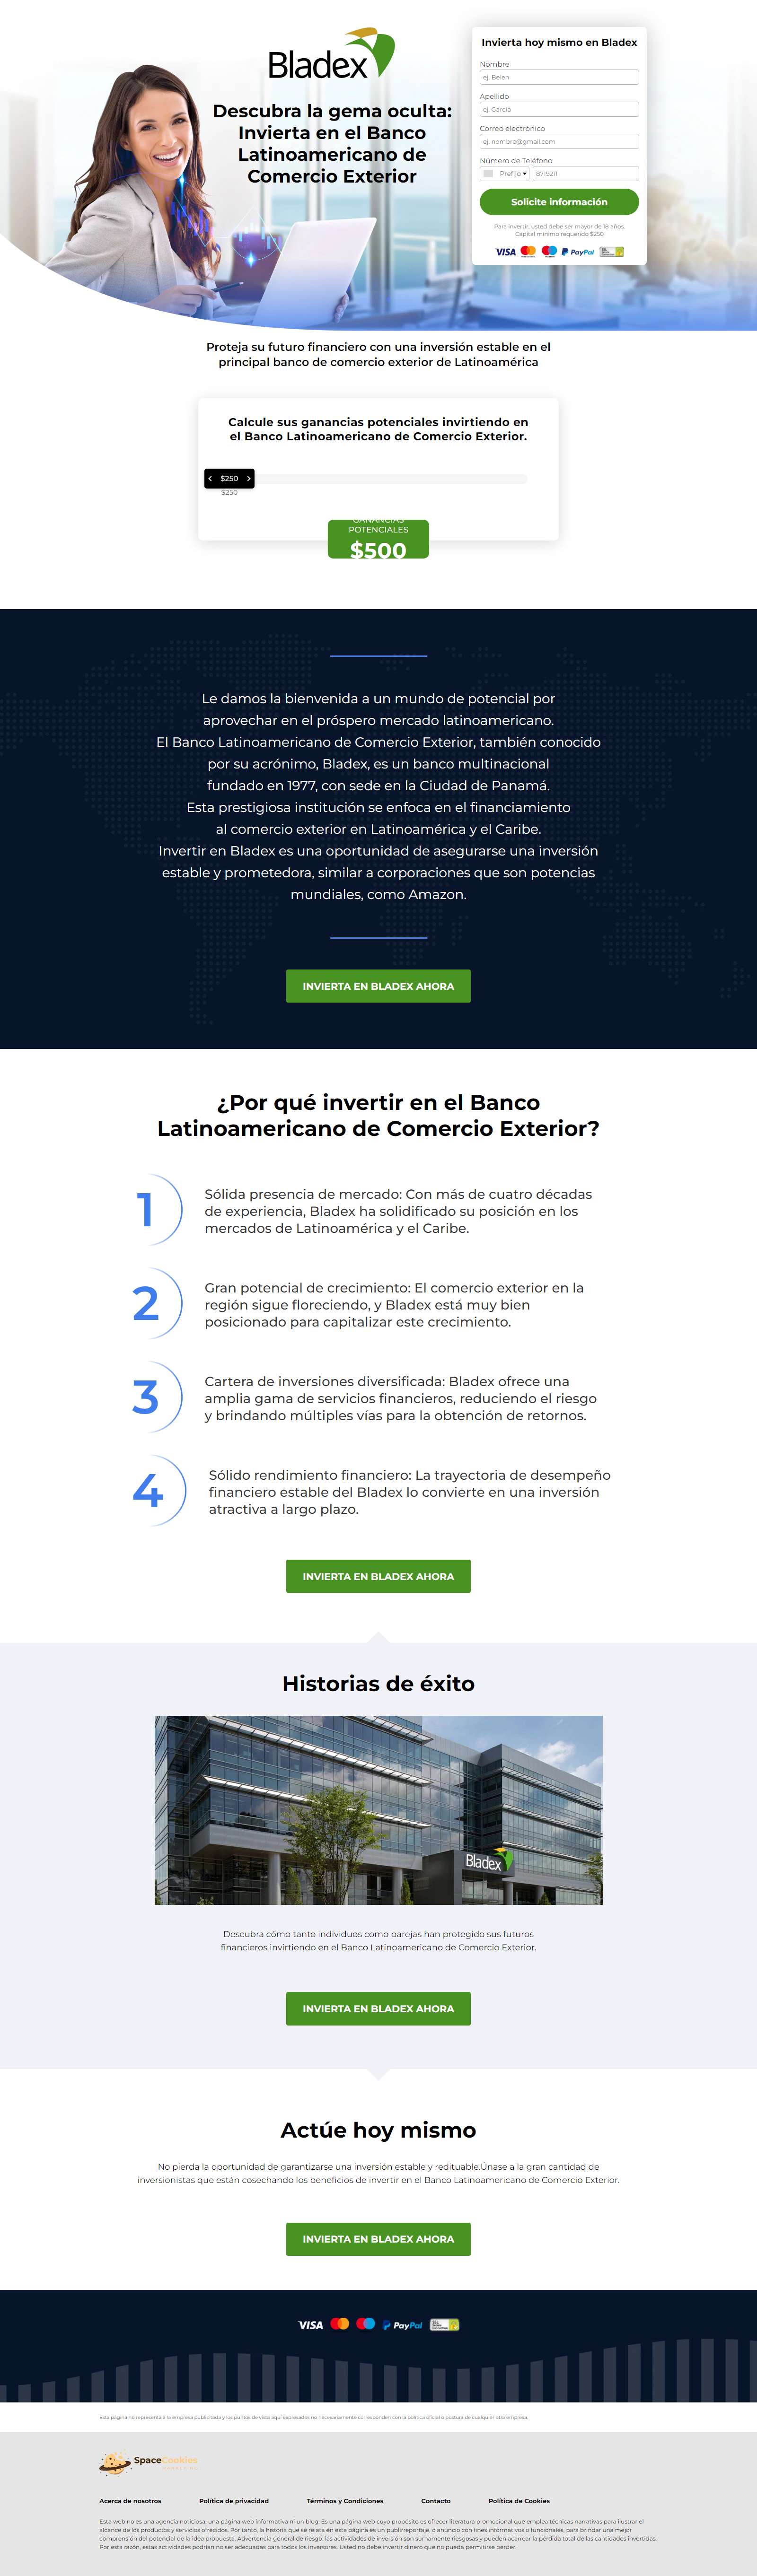 Bladex
Descubra la gema oculta:
Invierta en el Banco
Latinoamericano de
Comercio Exterior
Invierta hoy mismo en Bladex
Nombre
ej. Belen
Apellido
ej. García
Correo electrónico
ej. nombre@gmail.com
Número de Teléfono
Prefijo 8719211
Solicite información
Para invertir, usted debe ser mayor de 18 años.
Capital mínimo requerido $250
VISA PayPal
Proteja su futuro financiero con una inversión estable en el
principal banco de comercio exterior de Latinoamérica
Calcule sus ganancias potenciales invirtiendo en
el Banco Latinoamericano de Comercio Exterior.
$250
$250
GANANCIAS
POTENCIALES
$500
Le damos la bienvenida a un mundo de potencial por
aprovechar en el próspero mercado latinoamericano.
El Banco Latinoamericano de Comercio Exterior, también conocido
por su acrónimo, Bladex, es un banco multinacional
fundado en 1977, con sede en la Ciudad de Panamá.
Esta prestigiosa institución se enfoca en el financiamiento
al comercio exterior en Latinoamérica y el Caribe.
Invertir en Bladex es una oportunidad de asegurarse una inversión
estable y prometedora, similar a corporaciones que son potencias
mundiales, como Amazon.
INVIERTA EN BLADEX AHORA
¿Por qué invertir en el Banco
Latinoamericano de Comercio Exterior?
1
Sólida presencia de mercado: Con más de cuatro décadas
de experiencia, Bladex ha solidificado su posición en los
mercados de Latinoamérica y el Caribe.
2
Gran potencial de crecimiento: El comercio exterior en la
región sigue floreciendo, y Bladex está muy bien
posicionado para capitalizar este crecimiento.
3
Cartera de inversiones diversificada: Bladex ofrece una
amplia gama de servicios financieros, reduciendo el riesgo
y brindando múltiples vías para la obtención de retornos.
4
Sólido rendimiento financiero: La trayectoria de desempeño
financiero estable del Bladex lo convierte en una inversión
atractiva a largo plazo.
INVIERTA EN BLADEX AHORA
Historias de éxito
Bladex
Descubra cómo tanto individuos como parejas han protegido sus futuros
financieros invirtiendo en el Banco Latinoamericano de Comercio Exterior.
INVIERTA EN BLADEX AHORA
Actúe hoy mismo
No pierda la oportunidad de garantizarse una inversión estable y redituable.Únase a la gran cantidad de
inversionistas que están cosechando los beneficios de invertir en el Banco Latinoamericano de Comercio Exterior.
INVIERTA EN BLADEX AHORA
VISA PayPal
Esta página no representa a la empresa publicitada y los puntos de vista aquí expresados no necesariamente corresponden con la política oficial o postura de cualquier otra empresa.
SpaceCookies
Acerca de nosotros Política de privacidad Términos y Condiciones Contacto Política de Cookies
Esta web no es una agencia noticiosa, una página web informativa ni un blog. Es una página web cuyo propósito es ofrecer literatura promocional que emplea técnicas narrativas para ilustrar el
alcance de los productos y servicios ofrecidos. Por tanto, la historia que se relata en esta página es un publirreportaje, o anuncio con fines informativos o funcionales, para brindar una mejor
comprensión del potencial de la idea propuesta. Advertencia general de riesgo: las actividades de inversión son sumamente riesgosas y pueden acarrear la pérdida total de las cantidades invertidas.
Por esta razón, estas actividades podrían no ser adecuadas para todos los inversores. Usted no debe invertir dinero que no pueda permitirse perder.